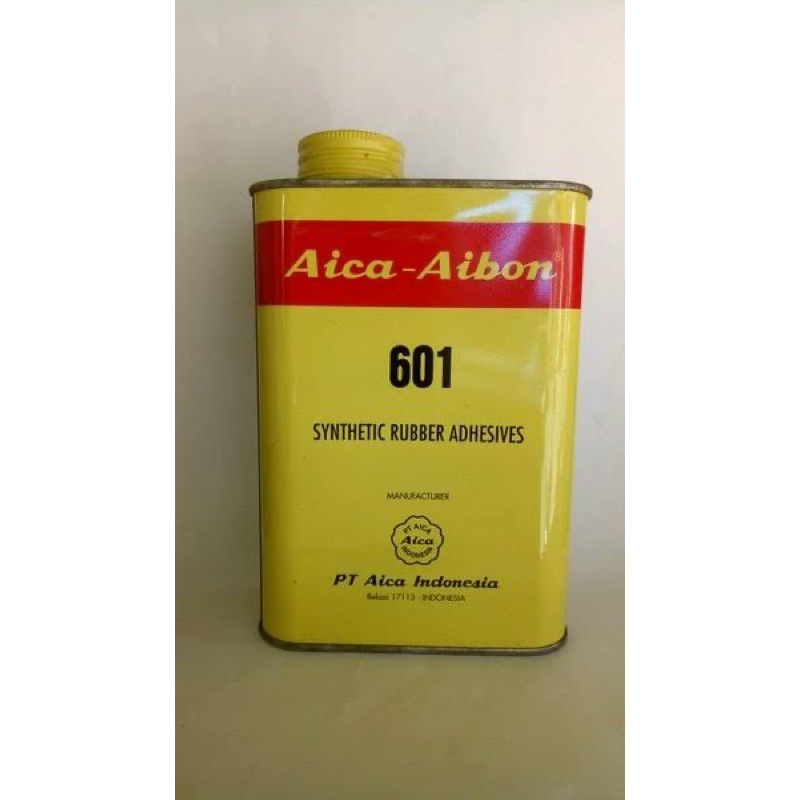 Aica-Aibon®
601
SYNTHETIC RUBBER ADHESIVES
MANUFACTURER
PT AICA
Aica
INDONESIA
PT Aica Indonesia
Bekasi 17113 - INDONESIA